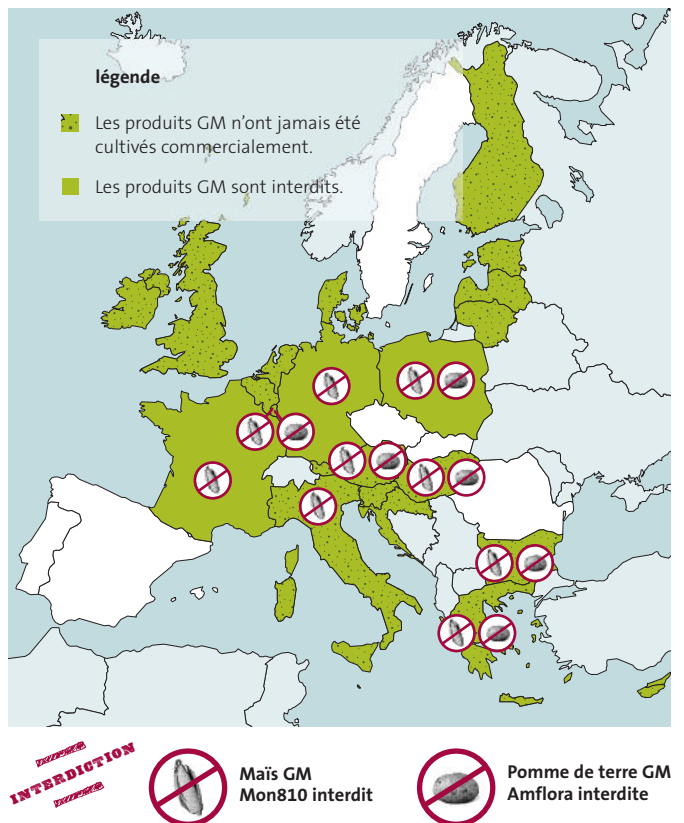 légende
Les produits GM n'ont jamais été
cultivés commercialement.
Les produits GM sont interdits.
INTERDICTION
Maïs GM
Mon810 interdit
Pomme de terre GM
Amflora interdite